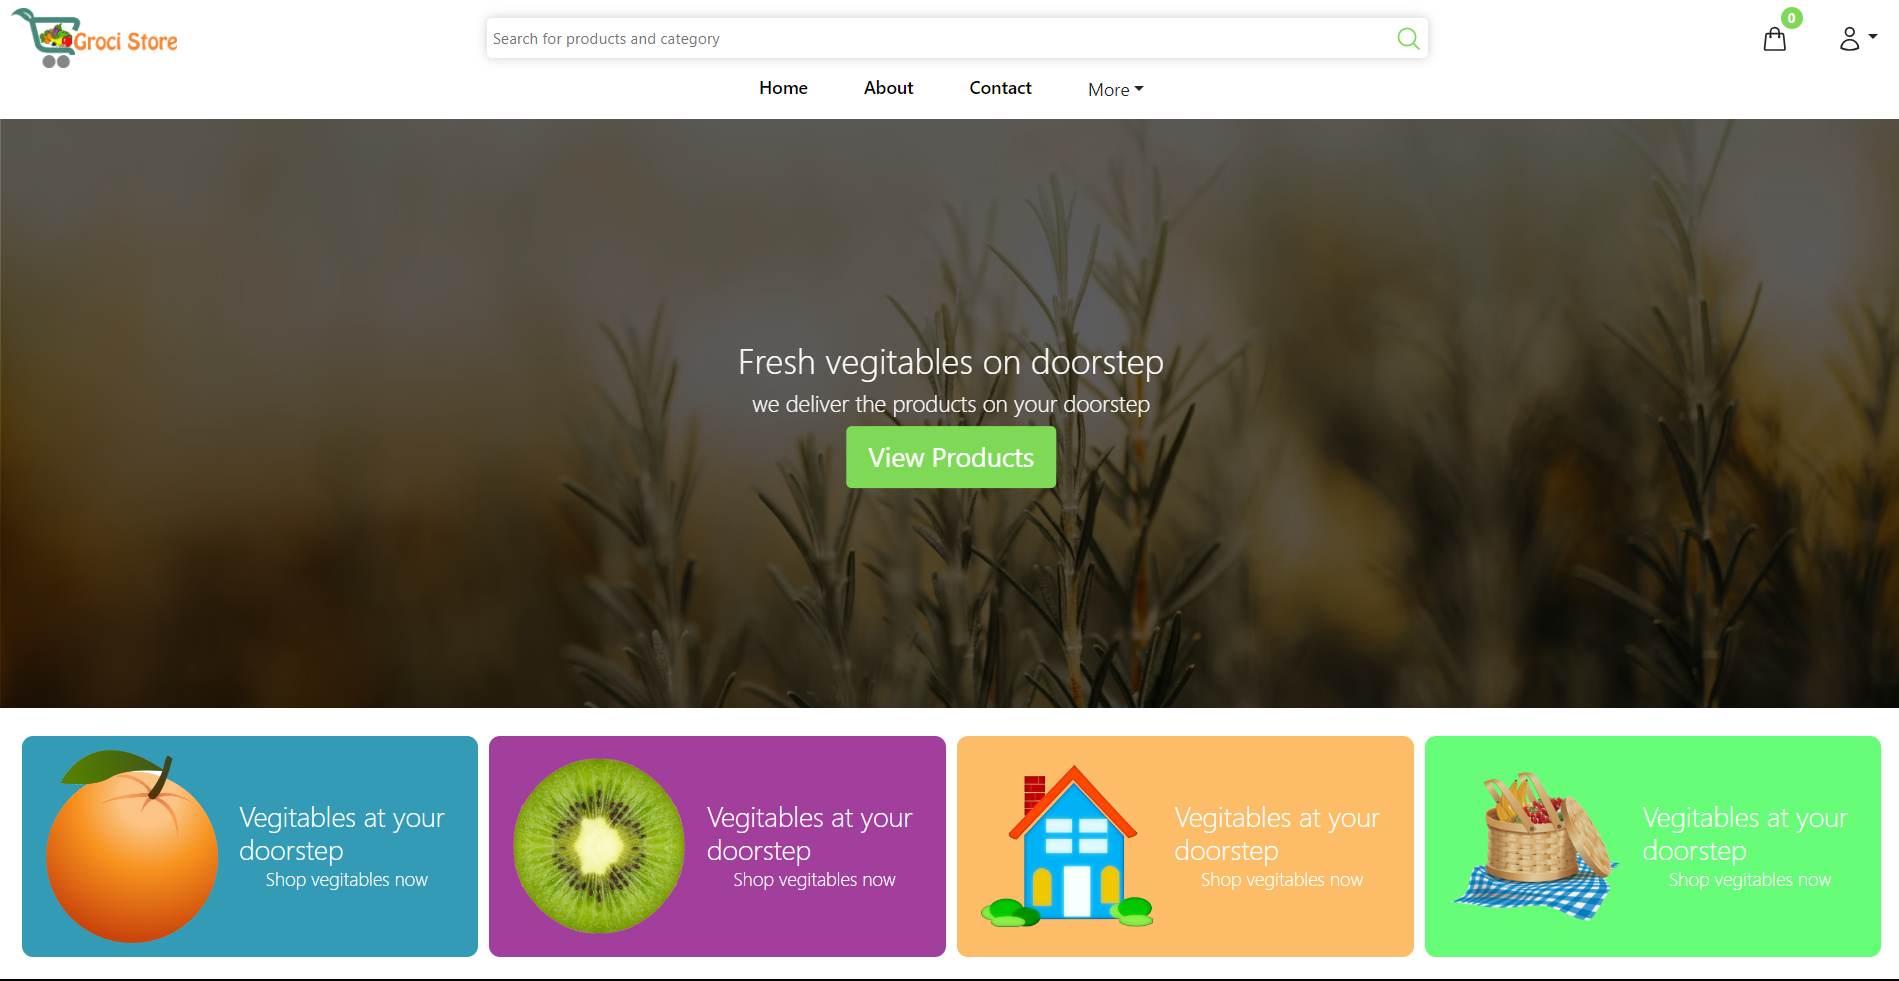 Groci Store
Search for products and category
0
Home
About
Contact
More
Fresh vegitables on doorstep
we deliver the products on your doorstep
View Products
Vegitables at your
doorstep
Shop vegitables now
Vegitables at your
doorstep
Shop vegitables now
Vegitables at your
doorstep
Shop vegitables now
Vegitables at your
doorstep
Shop vegitables now